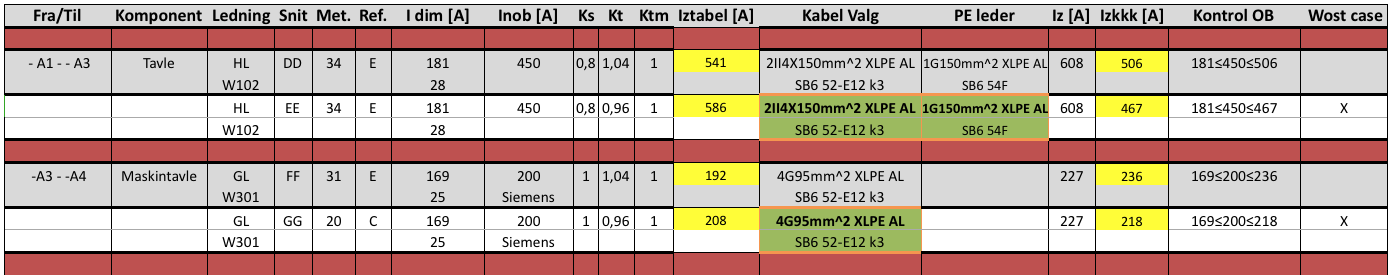 Fra/Til Komponent Ledning Snit Met. Ref. I dim [A] Inob [A] Ks Kt Ktm Iztabel [A] Kabel Valg PE leder Iz [A] Izkkk [A] Kontrol OB Wost case
- A1 - - A3 Tavle HL DD 34 E 181 450 0,8 1,04 1 541 2II4X150mm^2 XLPE AL 1G150mm^2 XLPE AL 608 506 181≤450≤506
W102 28 SB6 52-E12 k3 SB6 54F
HL EE 34 E 181 450 0,8 0,96 1 586 2II4X150mm^2 XLPE AL 1G150mm^2 XLPE AL 608 467 181≤450≤467 X
W102 28 SB6 52-E12 k3 SB6 54F
-A3 - -A4 Maskintavle GL FF 31 E 169 200 1 1,04 1 192 4G95mm^2 XLPE AL 227 236 169≤200≤236
W301 25 Siemens SB6 52-E12 k3
GL GG 20 C 169 200 1 0,96 1 208 4G95mm^2 XLPE AL 227 218 169≤200≤218 X
W301 25 Siemens SB6 52-E12 k3